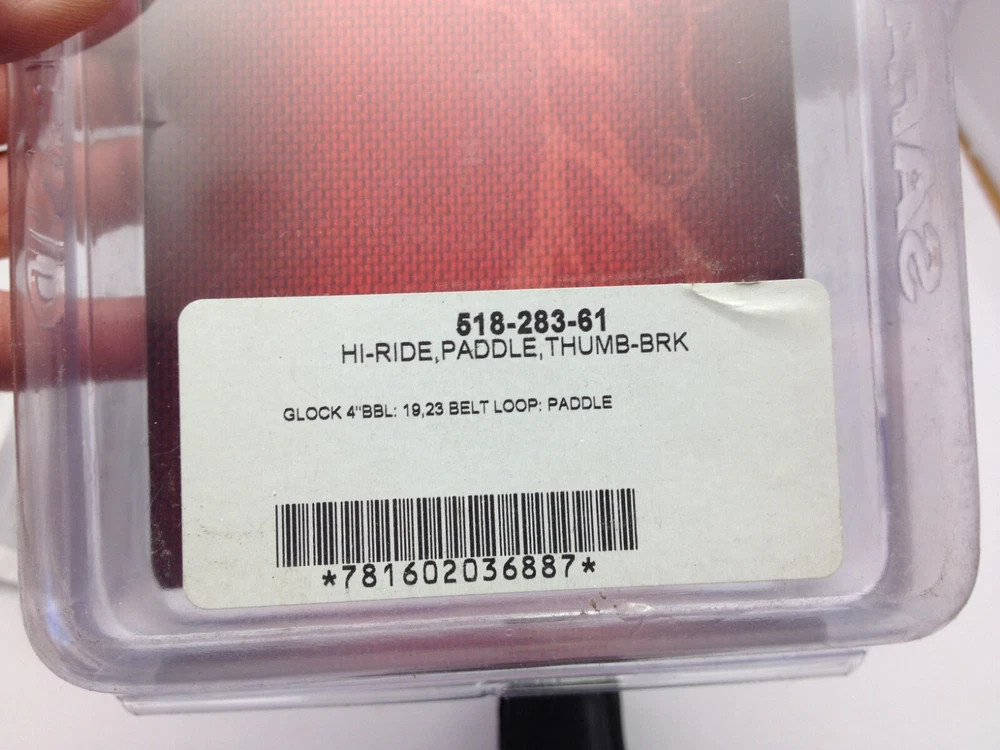 518-283-61
HI-RIDE,PADDLE,THUMB-BRK
GLOCK 4"BBL: 19,23 BELT LOOP: PADDLE
*781602036887*